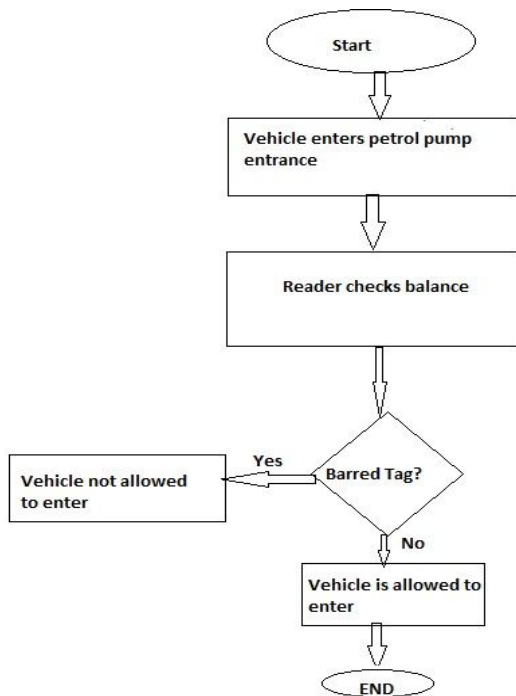 Start
Vehicle enters petrol pump
entrance
Reader checks balance
Barred Tag?
Yes
Vehicle not allowed
to enter
No
Vehicle is allowed to
enter
END